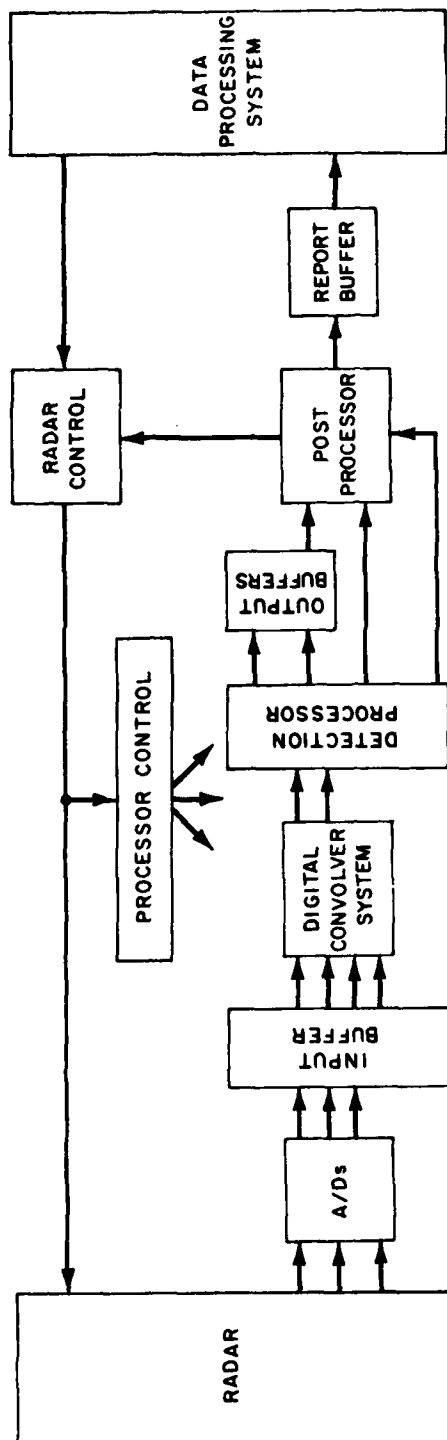 RADAR
A/Ds
INPUT
BUFFER
DIGITAL
CONVOLVER
SYSTEM
DETECTION
PROCESSOR
OUTPUT
BUFFERS
POST
PROCESSOR
REPORT
BUFFER
DATA
PROCESSING
SYSTEM
RADAR
CONTROL
PROCESSOR CONTROL